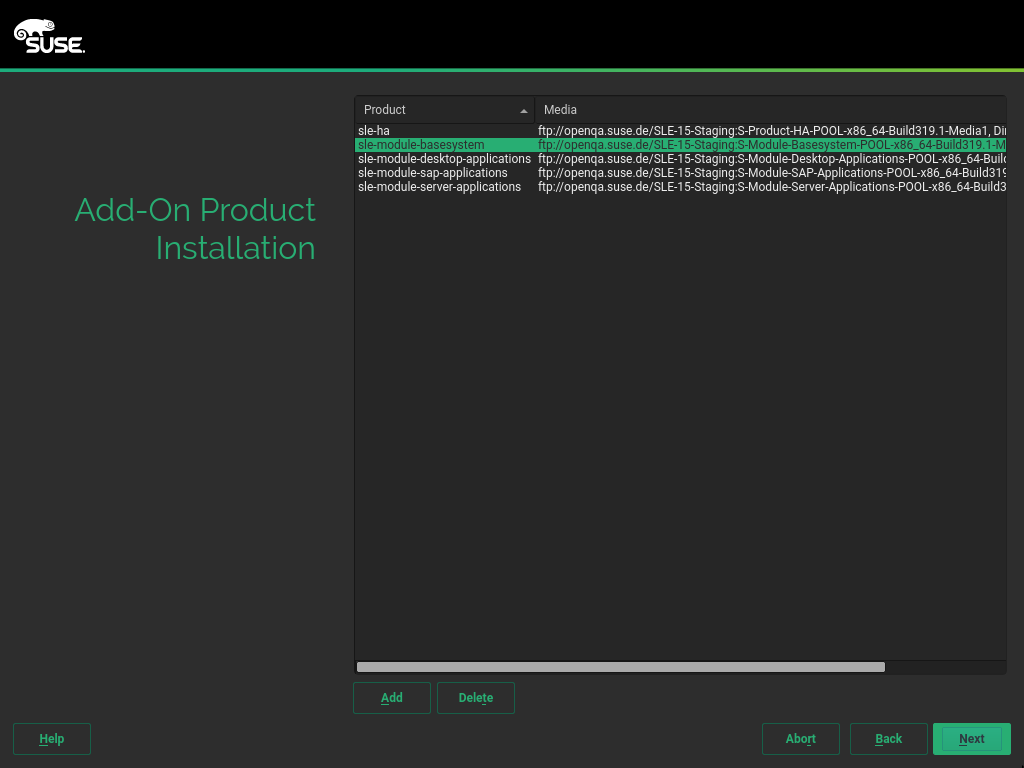 SUSE.
Product Media
sle-ha ftp://openqa.suse.de/SLE-15-Staging:S-Product-HA-POOL-x86_64-Build319.1-Media1, Di
sle-module-basesystem ftp://openqa.suse.de/SLE-15-Staging:S-Module-Basesystem-POOL-x86_64-Build319.1-M
sle-module-desktop-applications ftp://openqa.suse.de/SLE-15-Staging:S-Module-Desktop-Applications-POOL-x86_64-Buil
sle-module-sap-applications ftp://openqa.suse.de/SLE-15-Staging:S-Module-SAP-Applications-POOL-x86_64-Build319
sle-module-server-applications ftp://openqa.suse.de/SLE-15-Staging:S-Module-Server-Applications-POOL-x86_64-Build3
Add-On Product
Installation
Add Delete
Help Abort Back Next